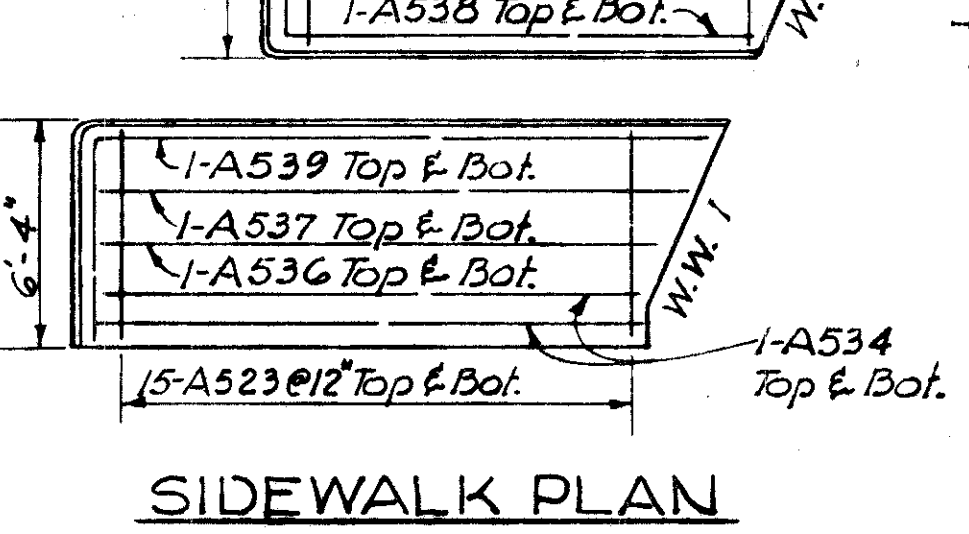 1-A538 Top & Bot.
W.
1-A539 Top & Bot.
1-A537 Top & Bot.
1-A536 Top & Bot.
6'-4"
W.W. 1
1-A534
Top & Bot.
15-A523@12" Top & Bot.
SIDEWALK PLAN